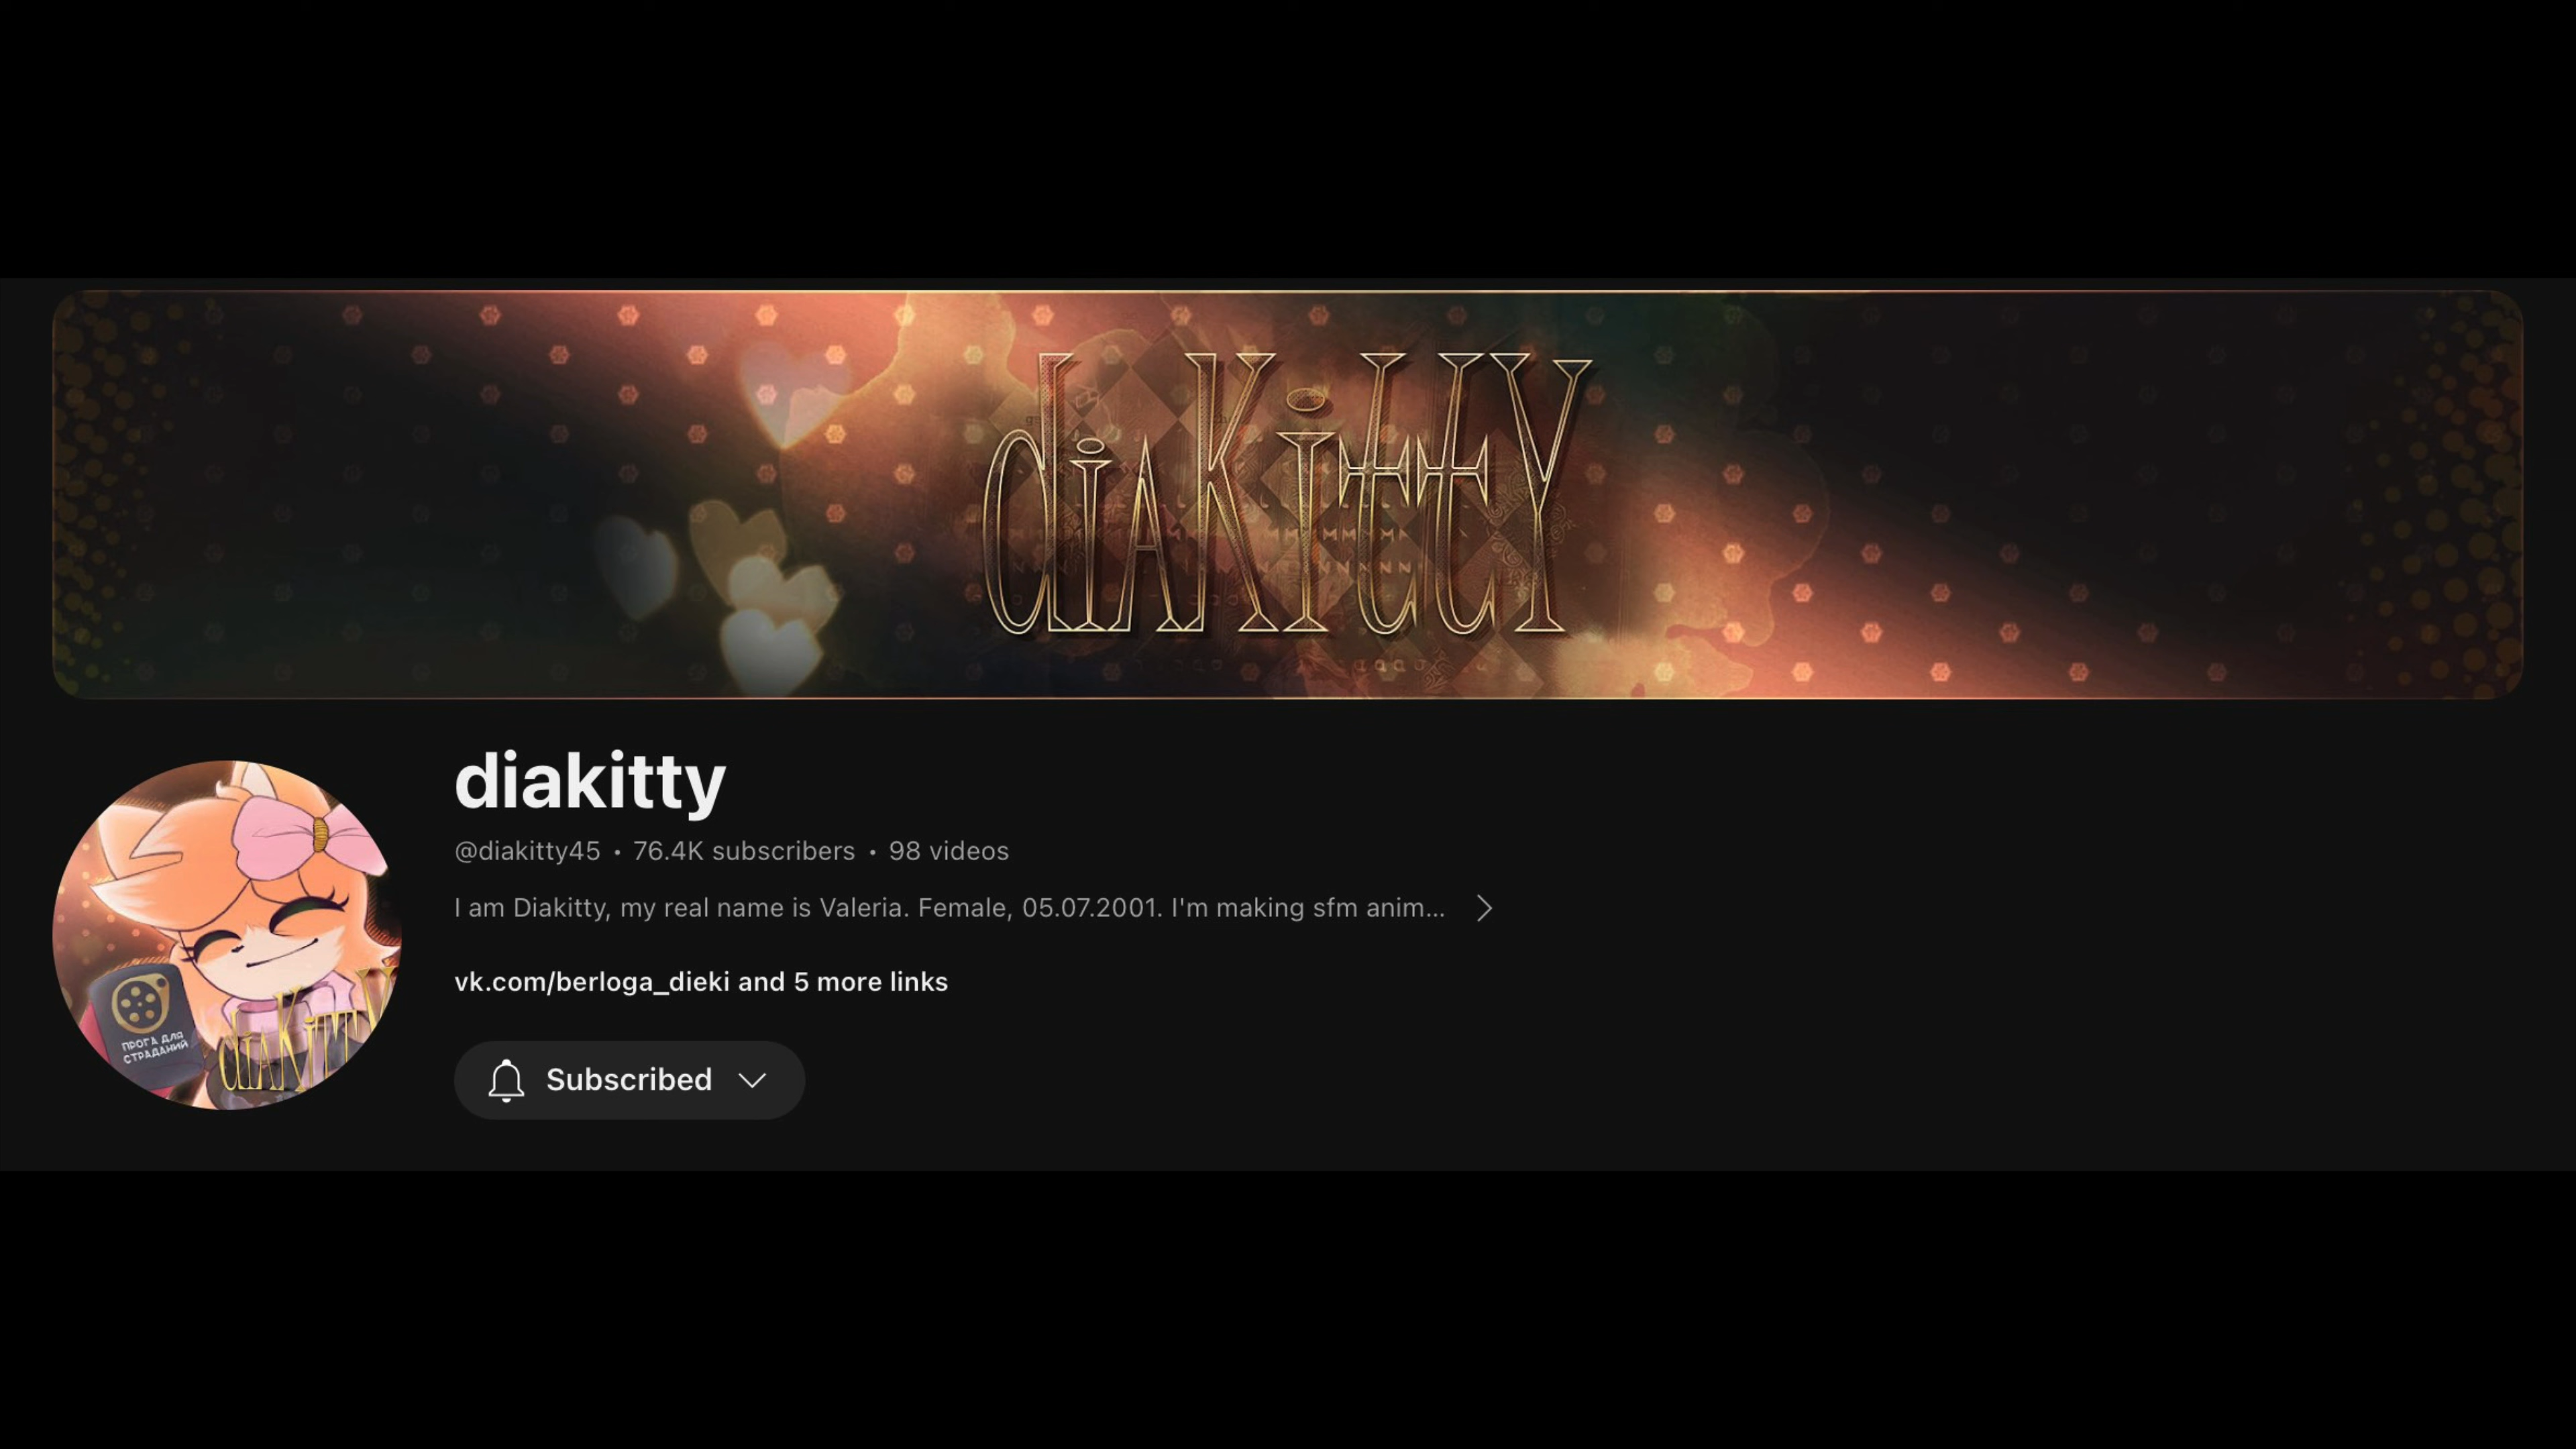 diakitty
diakitty
@diakitty45 • 76.4K subscribers • 98 videos
I am Diakitty, my real name is Valeria. Female, 05.07.2001. I'm making sfm anim...
vk.com/berloga_dieki and 5 more links
ПРОГА ДЛЯ
СТРАДАНИЙ
diakitty
Subscribed